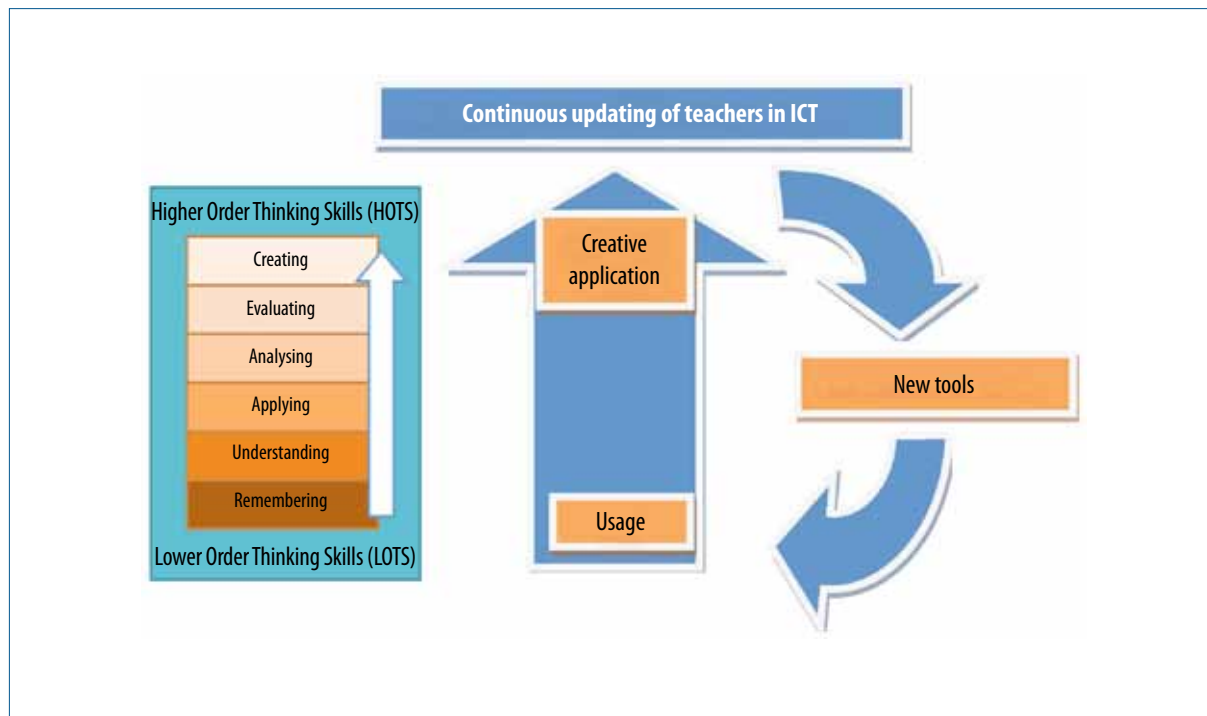 Continuous updating of teachers in ICT
Higher Order Thinking Skills (HOTS)
Creating
Evaluating
Analysing
Applying
Understanding
Remembering
Lower Order Thinking Skills (LOTS)
Creative
application
Usage
New tools